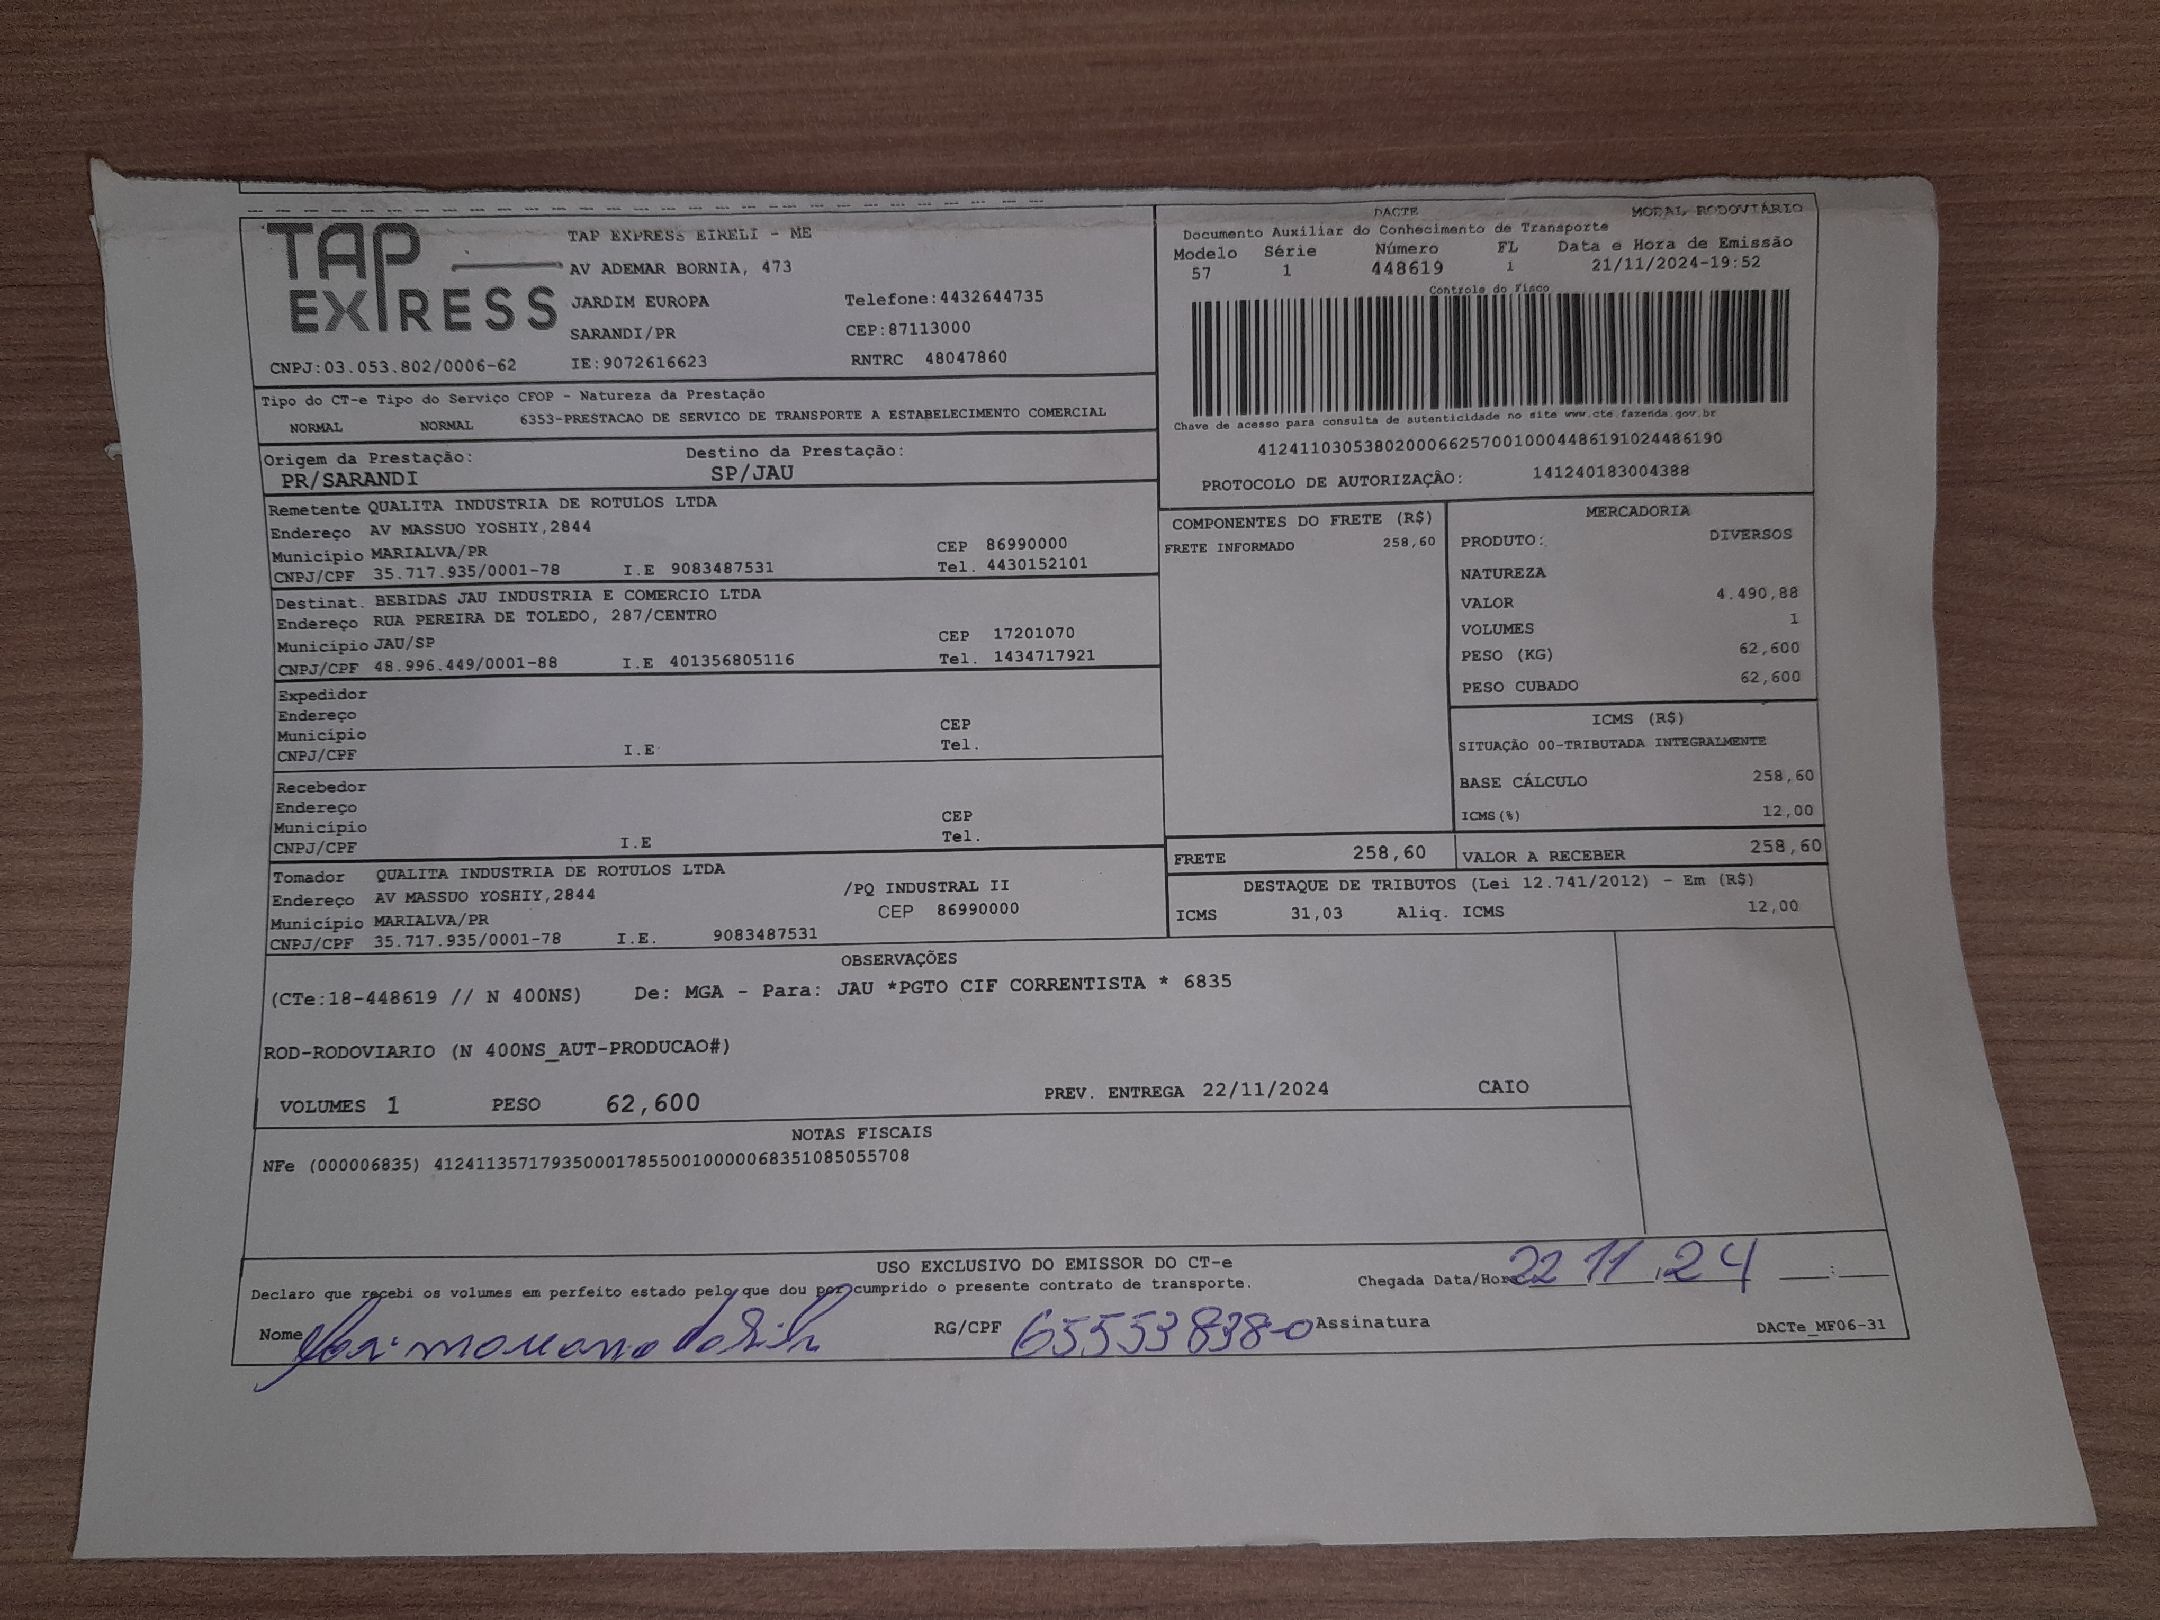 TAP EXPRESS
TAP EXPRESS EIRELI - ME
AV ADEMAR BORNIA, 473
JARDIM EUROPA Telefone:4432644735
SARANDI/PR CEP:87113000
CNPJ:03.053.802/0006-62 IE:9072616623 RNTRC 48047860
DACTE MODAL RODOVIÁRIO
Documento Auxiliar do Conhecimento de Transporte
Modelo Série Número FL Data e Hora de Emissão
57 1 448619 1 21/11/2024-19:52
Controle do Fisco
Chave de acesso para consulta de autenticidade no site www.cte.fazenda.gov.br
41241103053802000662570010004486191024486190
PROTOCOLO DE AUTORIZAÇÂO: 141240183004388
Tipo do CT-e Tipo do Serviço CFOP - Natureza da Prestação
NORMAL NORMAL 6353-PRESTACAO DE SERVICO DE TRANSPORTE A ESTABELECIMENTO COMERCIAL
Origem da Prestação: Destino da Prestação:
PR/SARANDI SP/JAU
Remetente QUALITA INDUSTRIA DE ROTULOS LTDA
Endereço AV MASSUO YOSHIY,2844
Município MARIALVA/PR CEP 86990000
CNPJ/CPF 35.717.935/0001-78 I.E 9083487531 Tel. 4430152101
Destinat. BEBIDAS JAU INDUSTRIA E COMERCIO LTDA
Endereço RUA PEREIRA DE TOLEDO, 287/CENTRO
Município JAU/SP CEP 17201070
CNPJ/CPF 48.996.449/0001-88 I.E 401356805116 Tel. 1434717921
Expedidor
Endereço
Município CEP
CNPJ/CPF I.E Tel.
Recebedor
Endereço
Município CEP
CNPJ/CPF I.E Tel.
Tomador QUALITA INDUSTRIA DE ROTULOS LTDA
Endereço AV MASSUO YOSHIY,2844 /PQ INDUSTRAL II
Município MARIALVA/PR CEP 86990000
CNPJ/CPF 35.717.935/0001-78 I.E. 9083487531
COMPONENTES DO FRETE (R$)
FRETE INFORMADO 258,60
MERCADORIA
PRODUTO: DIVERSOS
NATUREZA
VALOR 4.490,88
VOLUMES 1
PESO (KG) 62,600
PESO CUBADO 62,600
ICMS (R$)
SITUAÇÃO 00-TRIBUTADA INTEGRALMENTE
BASE CÁLCULO 258,60
ICMS(%) 12,00
FRETE 258,60 VALOR A RECEBER 258,60
DESTAQUE DE TRIBUTOS (Lei 12.741/2012) - Em (R$)
ICMS 31,03 Aliq. ICMS 12,00
OBSERVAÇÕES
(CTe:18-448619 // N 400NS) De: MGA - Para: JAU *PGTO CIF CORRENTISTA * 6835
ROD-RODOVIARIO (N 400NS_AUT-PRODUCAO#)
VOLUMES 1 PESO 62,600 PREV. ENTREGA 22/11/2024 CAIO
NOTAS FISCAIS
NFe (000006835) 41241135717935000178550010000068351085055708
USO EXCLUSIVO DO EMISSOR DO CT-e
Declaro que recebi os volumes em perfeito estado pelo que dou por cumprido o presente contrato de transporte. Chegada Data/Hora 22 11 .24 :
Nome da Silva RG/CPF 65553838-0 Assinatura DACTe_MF06-31